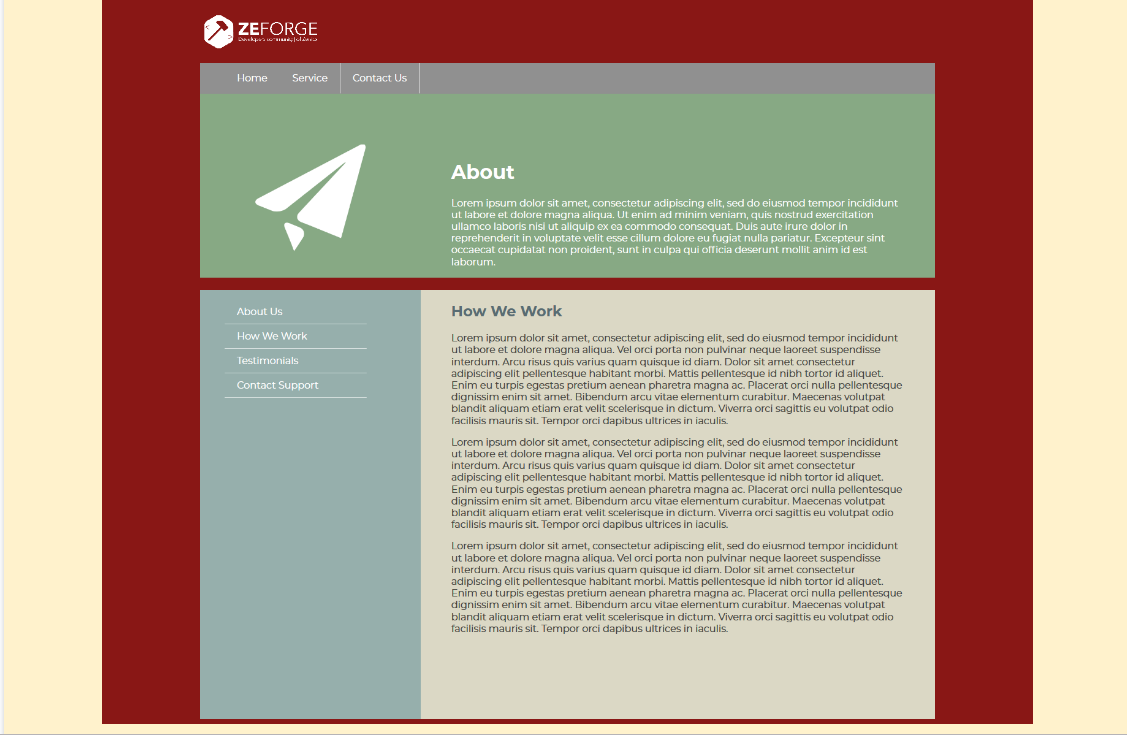 ZEFORGE
Home
Service
Contact Us
About
Lorem ipsum dolor sit amet, consectetur adipiscing elit, sed do eiusmod tempor incididunt
ut labore et dolore magna aliqua. Ut enim ad minim veniam, quis nostrud exercitation
ullamco laboris nisi ut aliquip ex ea commodo consequat. Duis aute irure dolor in
reprehenderit in voluptate velit esse cillum dolore eu fugiat nulla pariatur. Excepteur sint
occaecat cupidatat non proident, sunt in culpa qui officia deserunt mollit anim id est
laborum.
About Us
How We Work
Testimonials
Contact Support
How We Work
Lorem ipsum dolor sit amet, consectetur adipiscing elit, sed do eiusmod tempor incididunt
ut labore et dolore magna aliqua. Vel orci porta non pulvinar neque laoreet suspendisse
interdum. Arcu risus quis varius quam quisque id diam. Dolor sit amet consectetur
adipiscing elit pellentesque habitant morbi. Mattis pellentesque id nibh tortor id aliquet.
Enim eu turpis egestas pretium aenean pharetra magna ac. Placerat orci nulla pellentesque
dignissim enim sit amet. Bibendum arcu vitae elementum curabitur. Maecenas volutpat
blandit aliquam etiam erat velit scelerisque in dictum. Viverra orci sagittis eu volutpat odio
facilisis mauris sit. Tempor orci dapibus ultrices in iaculis.
Lorem ipsum dolor sit amet, consectetur adipiscing elit, sed do eiusmod tempor incididunt
ut labore et dolore magna aliqua. Vel orci porta non pulvinar neque laoreet suspendisse
interdum. Arcu risus quis varius quam quisque id diam. Dolor sit amet consectetur
adipiscing elit pellentesque habitant morbi. Mattis pellentesque id nibh tortor id aliquet.
Enim eu turpis egestas pretium aenean pharetra magna ac. Placerat orci nulla pellentesque
dignissim enim sit amet. Bibendum arcu vitae elementum curabitur. Maecenas volutpat
blandit aliquam etiam erat velit scelerisque in dictum. Viverra orci sagittis eu volutpat odio
facilisis mauris sit. Tempor orci dapibus ultrices in iaculis.
Lorem ipsum dolor sit amet, consectetur adipiscing elit, sed do eiusmod tempor incididunt
ut labore et dolore magna aliqua. Vel orci porta non pulvinar neque laoreet suspendisse
interdum. Arcu risus quis varius quam quisque id diam. Dolor sit amet consectetur
adipiscing elit pellentesque habitant morbi. Mattis pellentesque id nibh tortor id aliquet.
Enim eu turpis egestas pretium aenean pharetra magna ac. Placerat orci nulla pellentesque
dignissim enim sit amet. Bibendum arcu vitae elementum curabitur. Maecenas volutpat
blandit aliquam etiam erat velit scelerisque in dictum. Viverra orci sagittis eu volutpat odio
facilisis mauris sit. Tempor orci dapibus ultrices in iaculis.